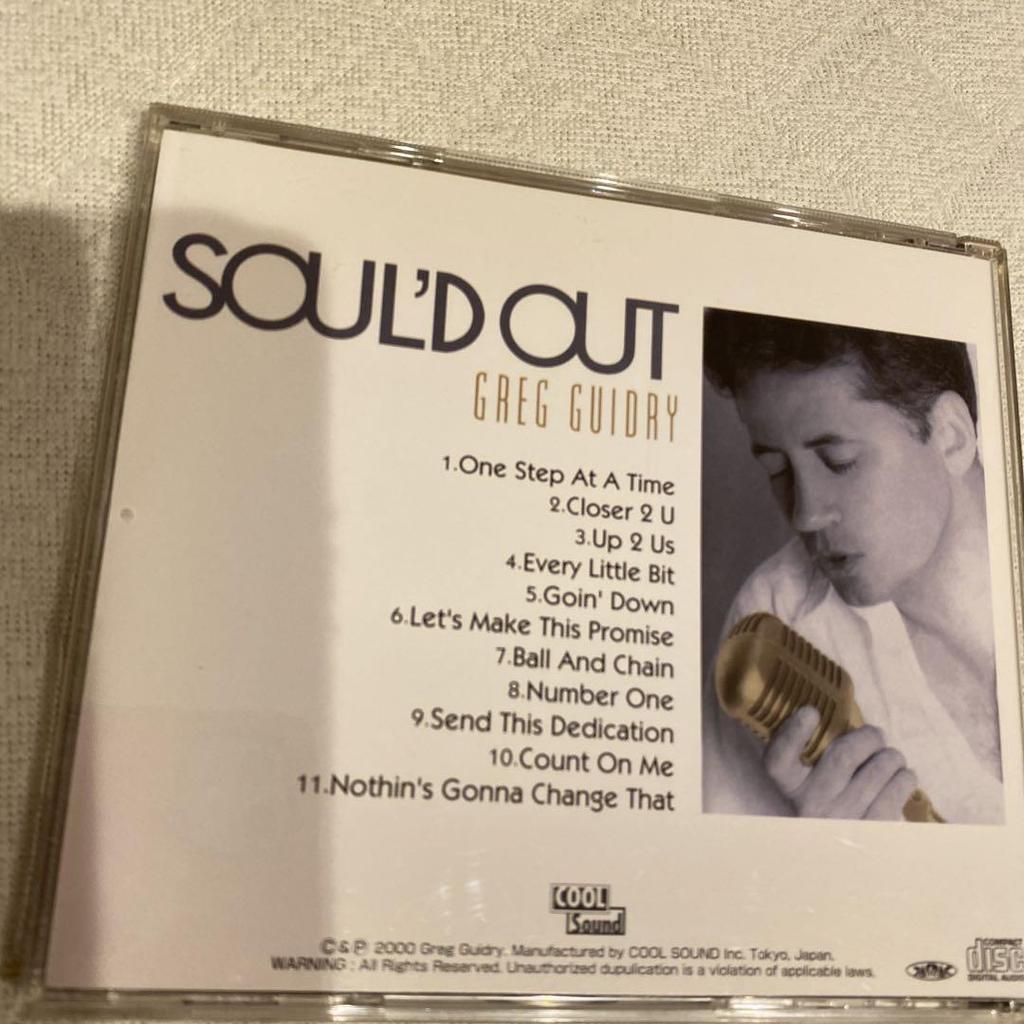 SOUL'D OUT
GREG GUIDRY
1.One Step At A Time
2.Closer 2 U
3.Up 2 Us
4.Every Little Bit
5.Goin' Down
6.Let's Make This Promise
7.Ball And Chain
8.Number One
9.Send This Dedication
10.Count On Me
11.Nothin's Gonna Change That
COOL
Sound
© & ℗ 2000 Greg Guidry. Manufactured by COOL SOUND Inc. Tokyo, Japan.
WARNING : All Rights Reserved. Unauthorized dupulication is a violation of applicable laws.
COMPACT
disc
DIGITAL AUDIO